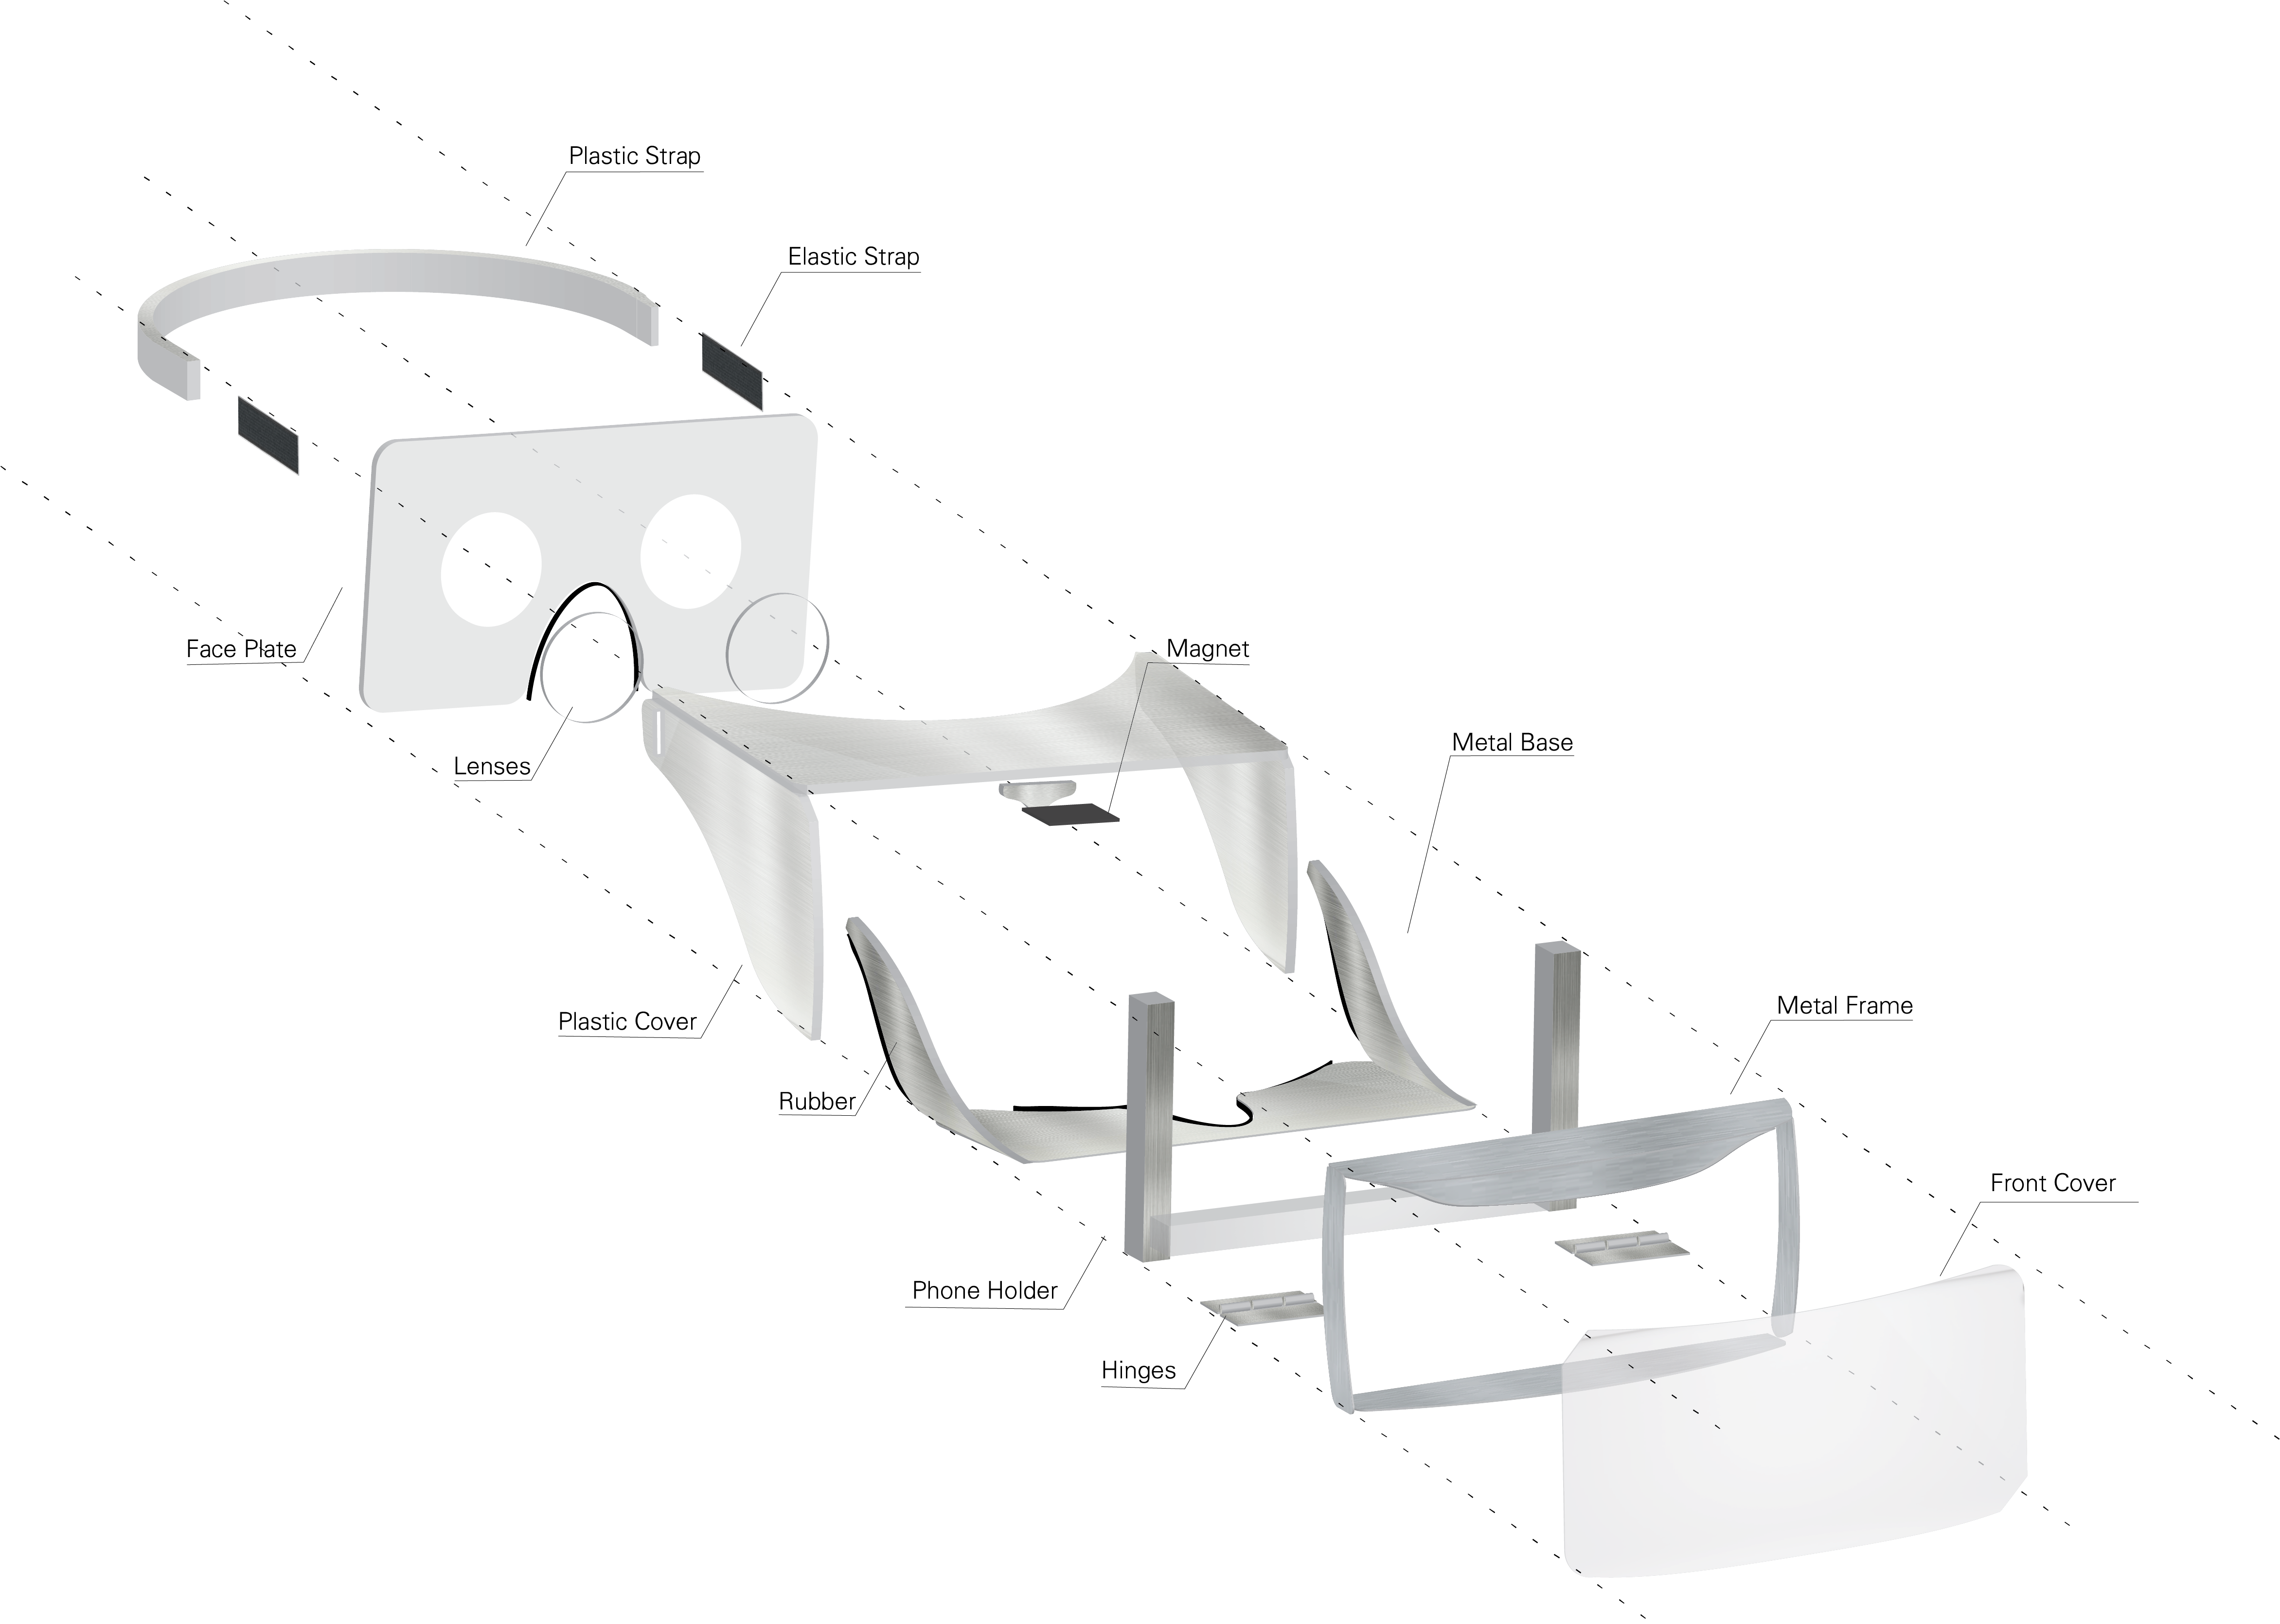 Plastic Strap
Elastic Strap
Face Plate
Magnet
Lenses
Metal Base
Plastic Cover
Metal Frame
Rubber
Front Cover
Phone Holder
Hinges